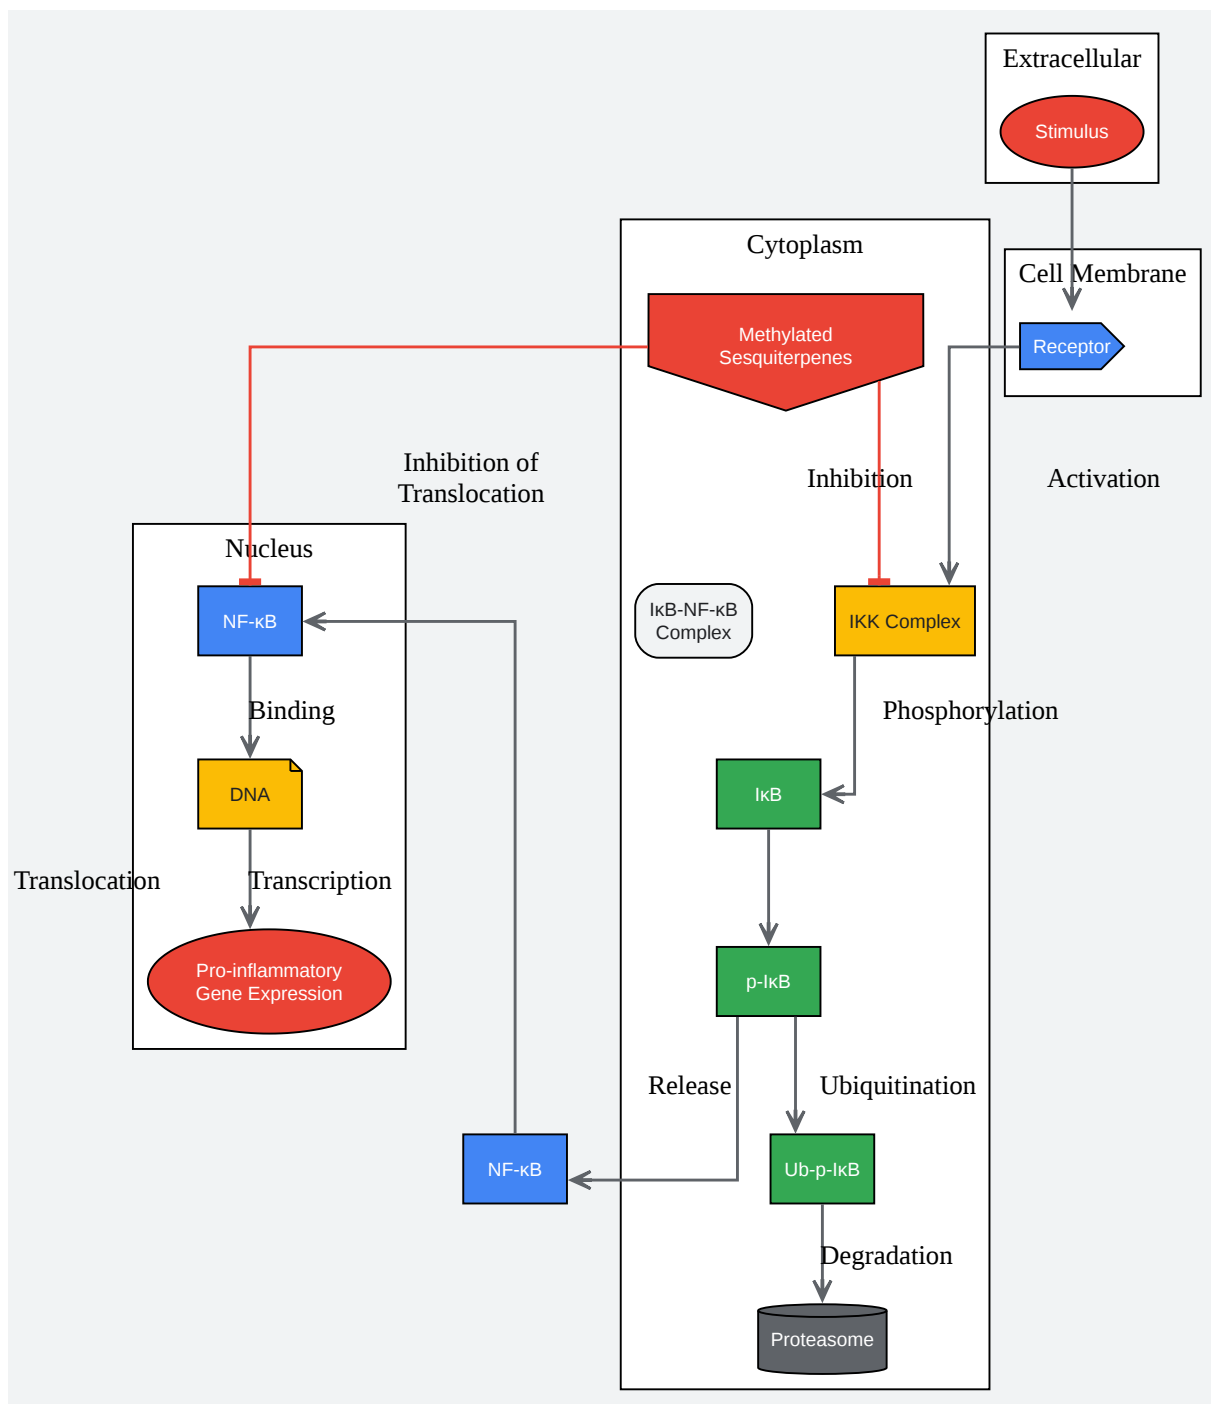 Extracellular
Stimulus
Cytoplasm
Cell Membrane
Methylated
Sesquiterpenes
Receptor
Inhibition of
Translocation
Inhibition
Activation
Nucleus
NF-κB
IκB-NF-κB
Complex
IKK Complex
Binding
Phosphorylation
DNA
IκB
Translocation
Transcription
Pro-inflammatory
Gene Expression
p-IκB
Release
Ubiquitination
NF-κB
Ub-p-IκB
Degradation
Proteasome